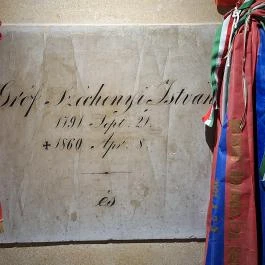 Gróf Széchenyi István
1791 Sept. 21.
✝ 1860 Apr. 8.
és